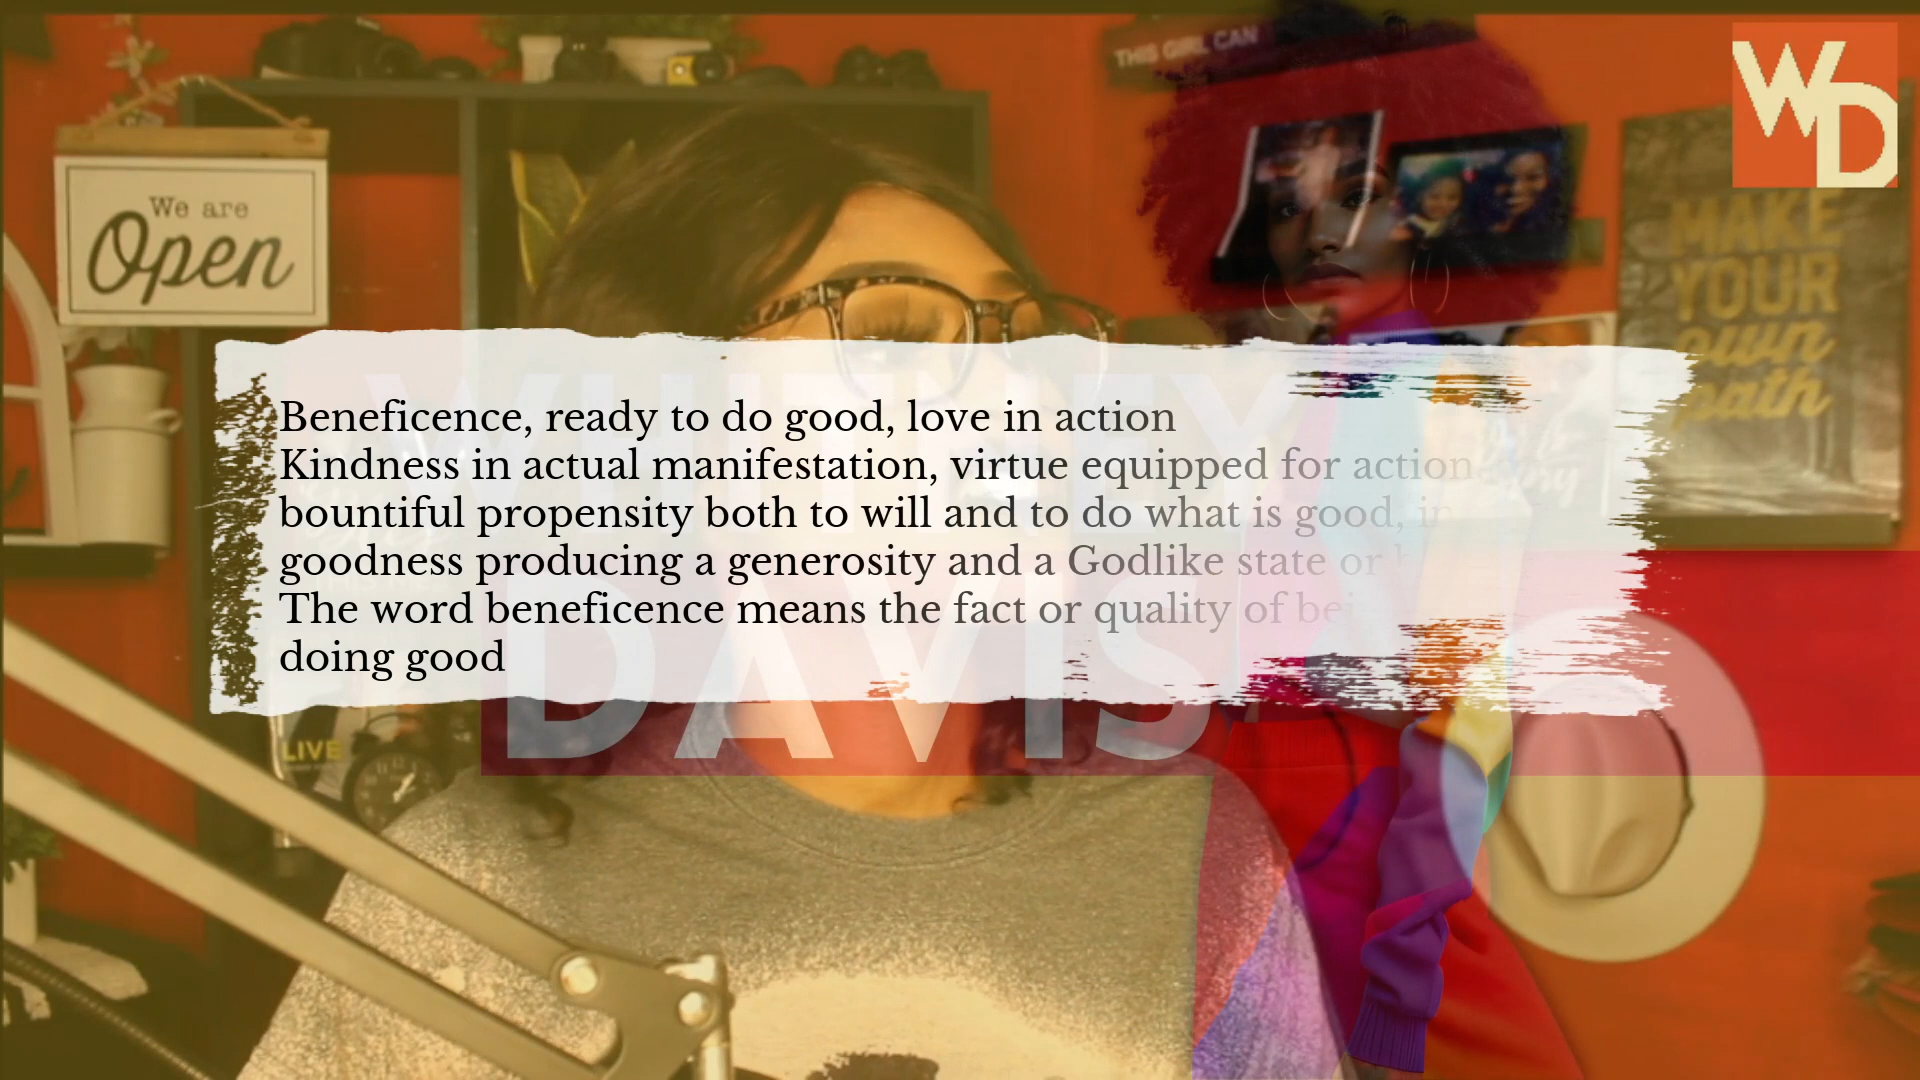 THIS GIRL CAN
WD
We are
Open
MAKE
YOUR
own
path
Beneficence, ready to do good, love in action
Kindness in actual manifestation, virtue equipped for action
bountiful propensity both to will and to do what is good, in
goodness producing a generosity and a Godlike state or
The word beneficence means the fact or quality of
doing good
WHITNEY
DAVIS
LIVE